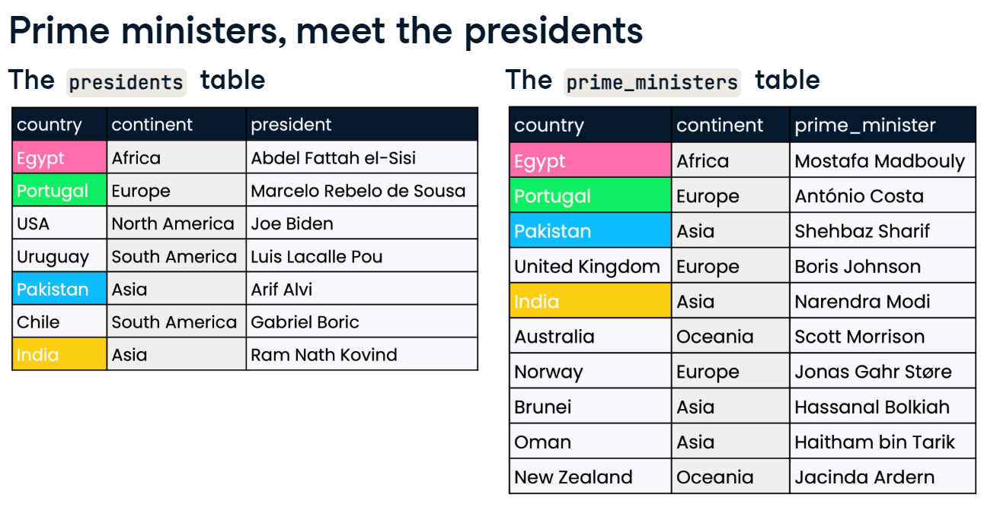 Prime ministers, meet the presidents
The presidents table
country continent president
Egypt Africa Abdel Fattah el-Sisi
Portugal Europe Marcelo Rebelo de Sousa
USA North America Joe Biden
Uruguay South America Luis Lacalle Pou
Pakistan Asia Arif Alvi
Chile South America Gabriel Boric
India Asia Ram Nath Kovind
The prime_ministers table
country continent prime_minister
Egypt Africa Mostafa Madbouly
Portugal Europe António Costa
Pakistan Asia Shehbaz Sharif
United Kingdom Europe Boris Johnson
India Asia Narendra Modi
Australia Oceania Scott Morrison
Norway Europe Jonas Gahr Støre
Brunei Asia Hassanal Bolkiah
Oman Asia Haitham bin Tarik
New Zealand Oceania Jacinda Ardern